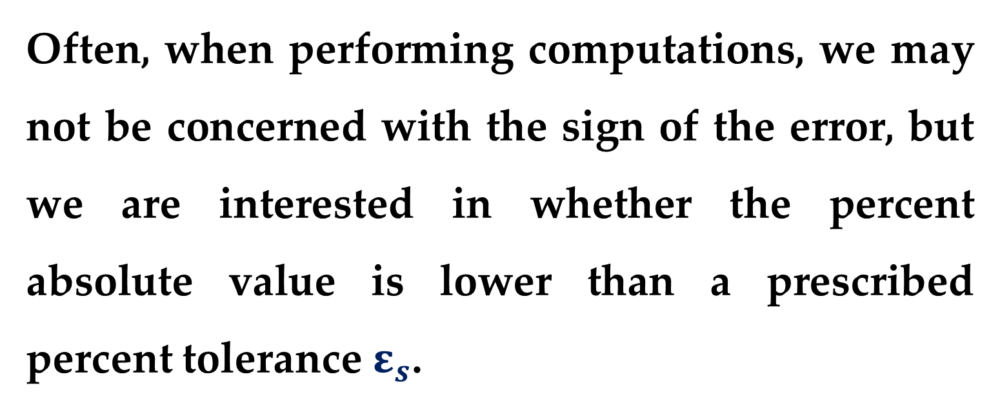 Often, when performing computations, we may
not be concerned with the sign of the error, but
we are interested in whether the percent
absolute value is lower than a prescribed
percent tolerance εₛ.